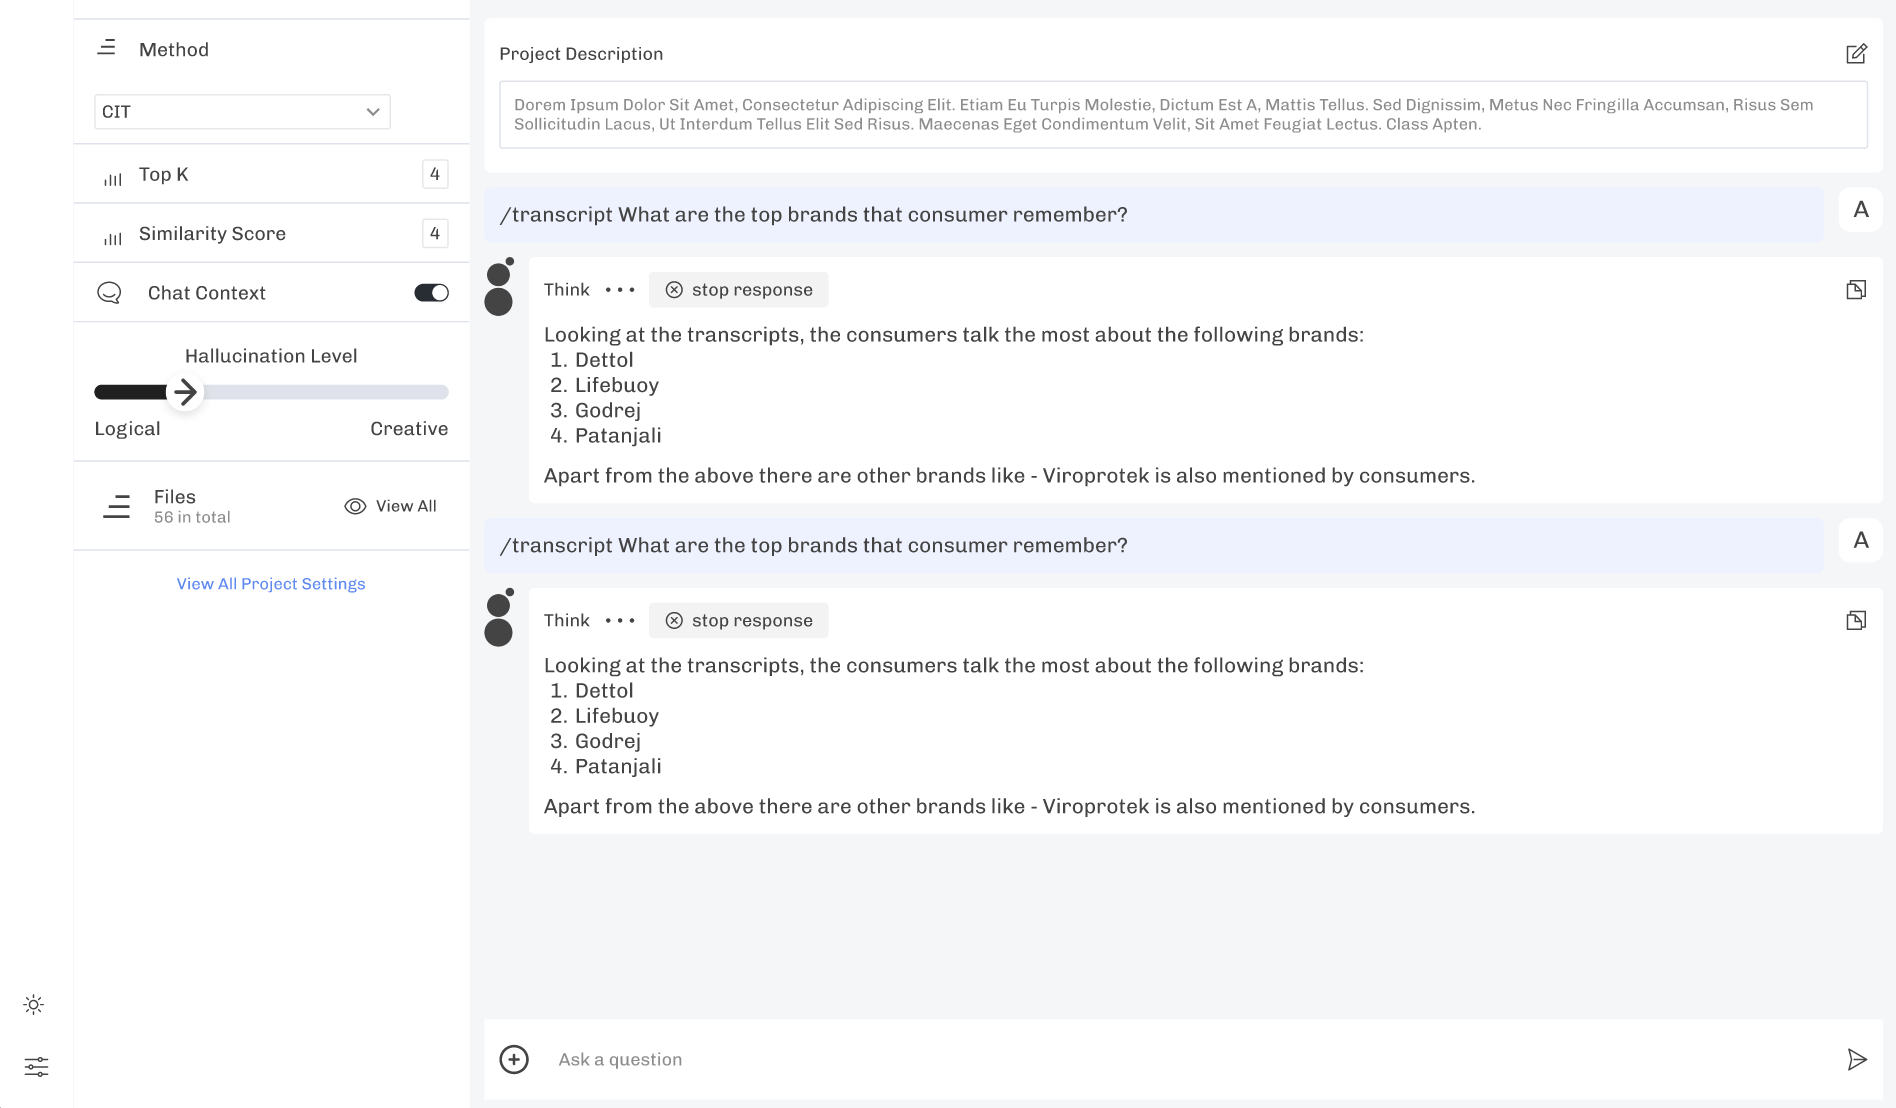 Method
CIT
Top K
4
Similarity Score
4
Chat Context
Hallucination Level
Logical
Creative
Files
56 in total
View All
View All Project Settings
Project Description
Dorem Ipsum Dolor Sit Amet, Consectetur Adipiscing Elit. Etiam Eu Turpis Molestie, Dictum Est A, Mattis Tellus. Sed Dignissim, Metus Nec Fringilla Accumsan, Risus Sem
Sollicitudin Lacus, Ut Interdum Tellus Elit Sed Risus. Maecenas Eget Condimentum Velit, Sit Amet Feugiat Lectus. Class Apten.
/transcript What are the top brands that consumer remember?
A
Think
stop response
Looking at the transcripts, the consumers talk the most about the following brands:
1. Dettol
2. Lifebuoy
3. Godrej
4. Patanjali
Apart from the above there are other brands like - Viroprotek is also mentioned by consumers.
/transcript What are the top brands that consumer remember?
A
Think
stop response
Looking at the transcripts, the consumers talk the most about the following brands:
1. Dettol
2. Lifebuoy
3. Godrej
4. Patanjali
Apart from the above there are other brands like - Viroprotek is also mentioned by consumers.
Ask a question